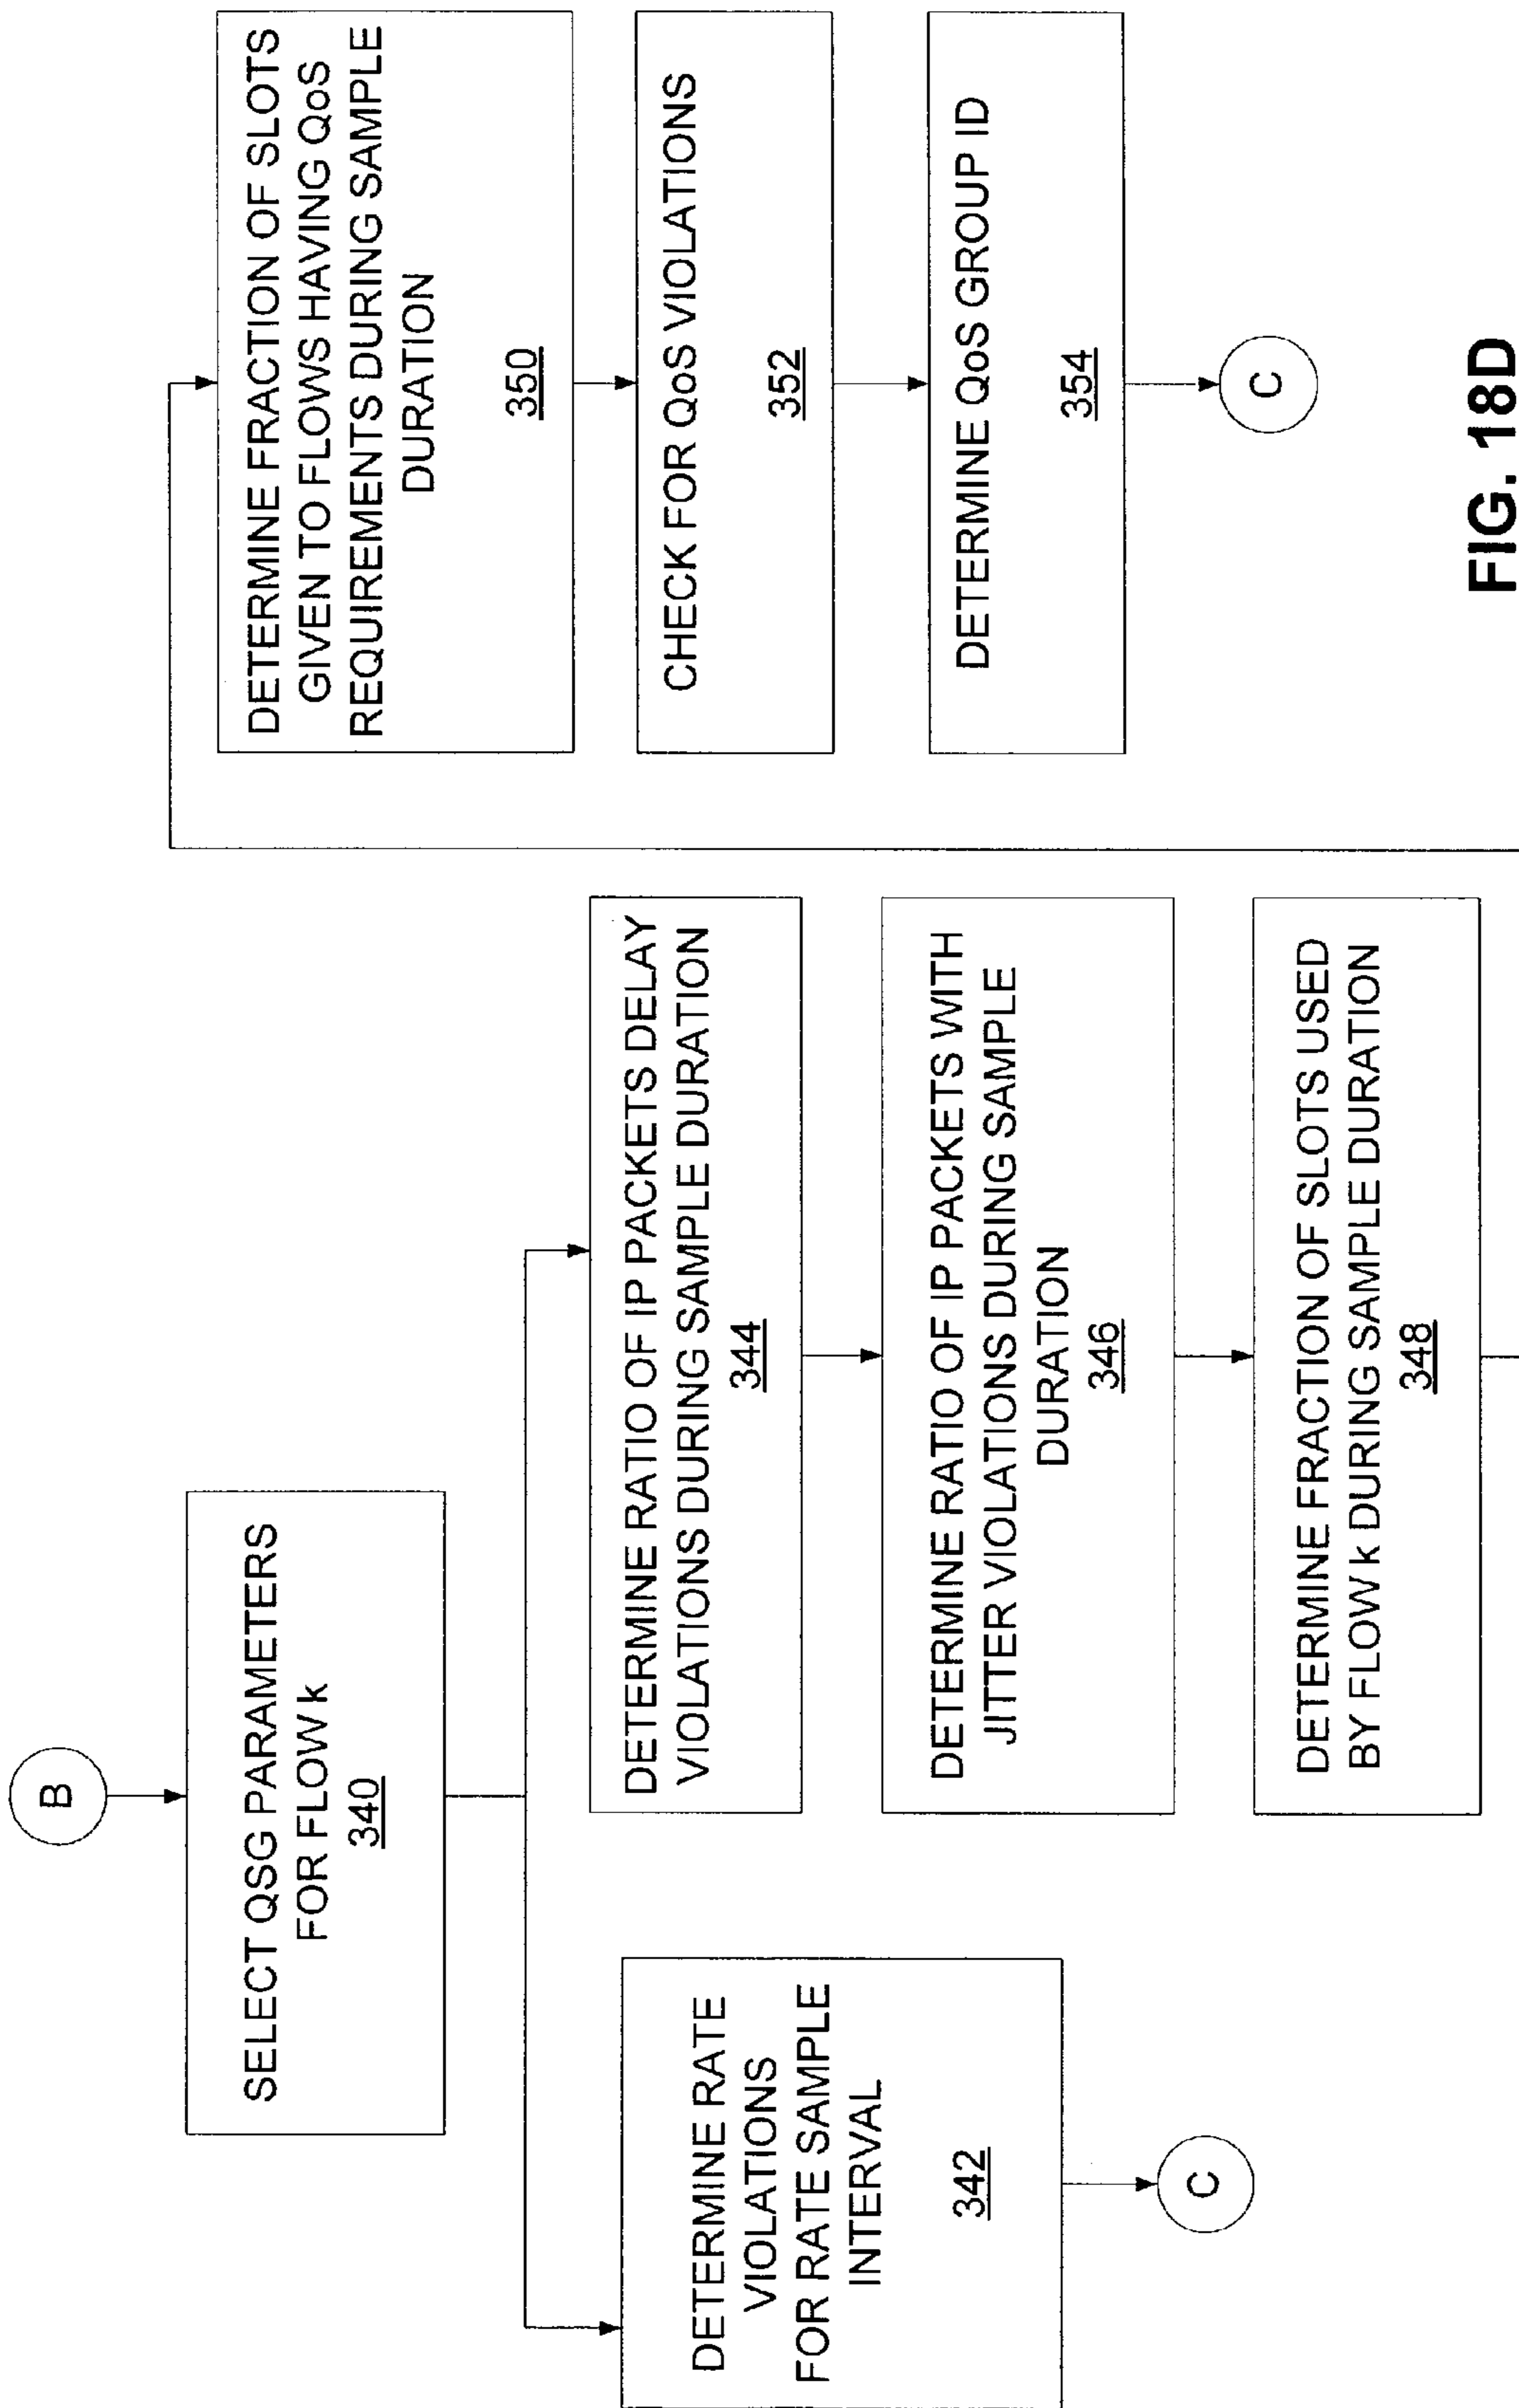 B
SELECT QSG PARAMETERS
FOR FLOW k
340
DETERMINE RATE
VIOLATIONS
FOR RATE SAMPLE
INTERVAL
342
C
DETERMINE RATIO OF IP PACKETS DELAY
VIOLATIONS DURING SAMPLE DURATION
344
DETERMINE RATIO OF IP PACKETS WITH
JITTER VIOLATIONS DURING SAMPLE
DURATION
346
DETERMINE FRACTION OF SLOTS USED
BY FLOW k DURING SAMPLE DURATION
348
DETERMINE FRACTION OF SLOTS
GIVEN TO FLOWS HAVING QoS
REQUIREMENTS DURING SAMPLE
DURATION
350
CHECK FOR QoS VIOLATIONS
352
DETERMINE QoS GROUP ID
354
C
FIG. 18D